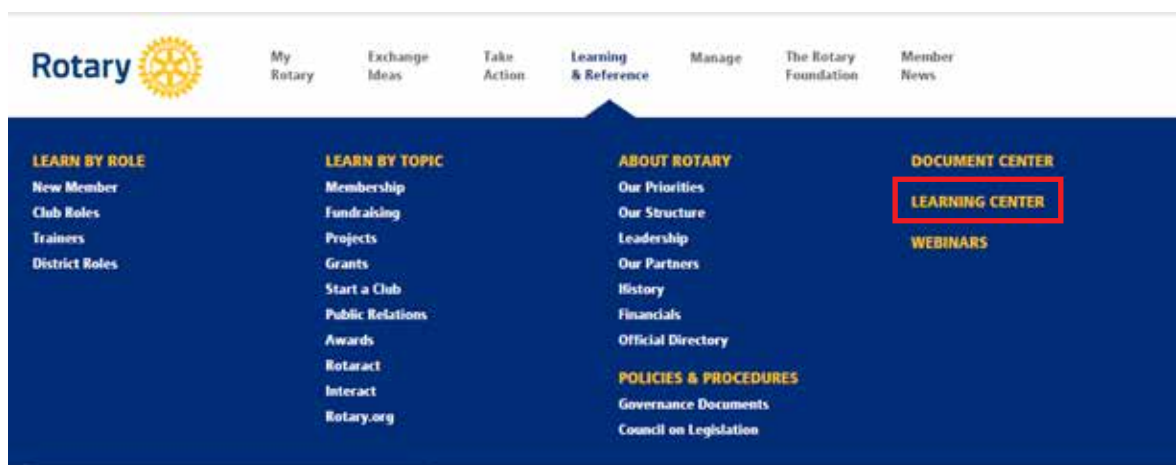 Rotary
My Rotary
Exchange Ideas
Take Action
Learning & Reference
Manage
The Rotary Foundation
Member News
LEARN BY ROLE
New Member
Club Roles
Trainers
District Roles
LEARN BY TOPIC
Membership
Fundraising
Projects
Grants
Start a Club
Public Relations
Awards
Rotaract
Interact
Rotary.org
ABOUT ROTARY
Our Priorities
Our Structure
Leadership
Our Partners
History
Financials
Official Directory
POLICIES & PROCEDURES
Governance Documents
Council on Legislation
DOCUMENT CENTER
LEARNING CENTER
WEBINARS